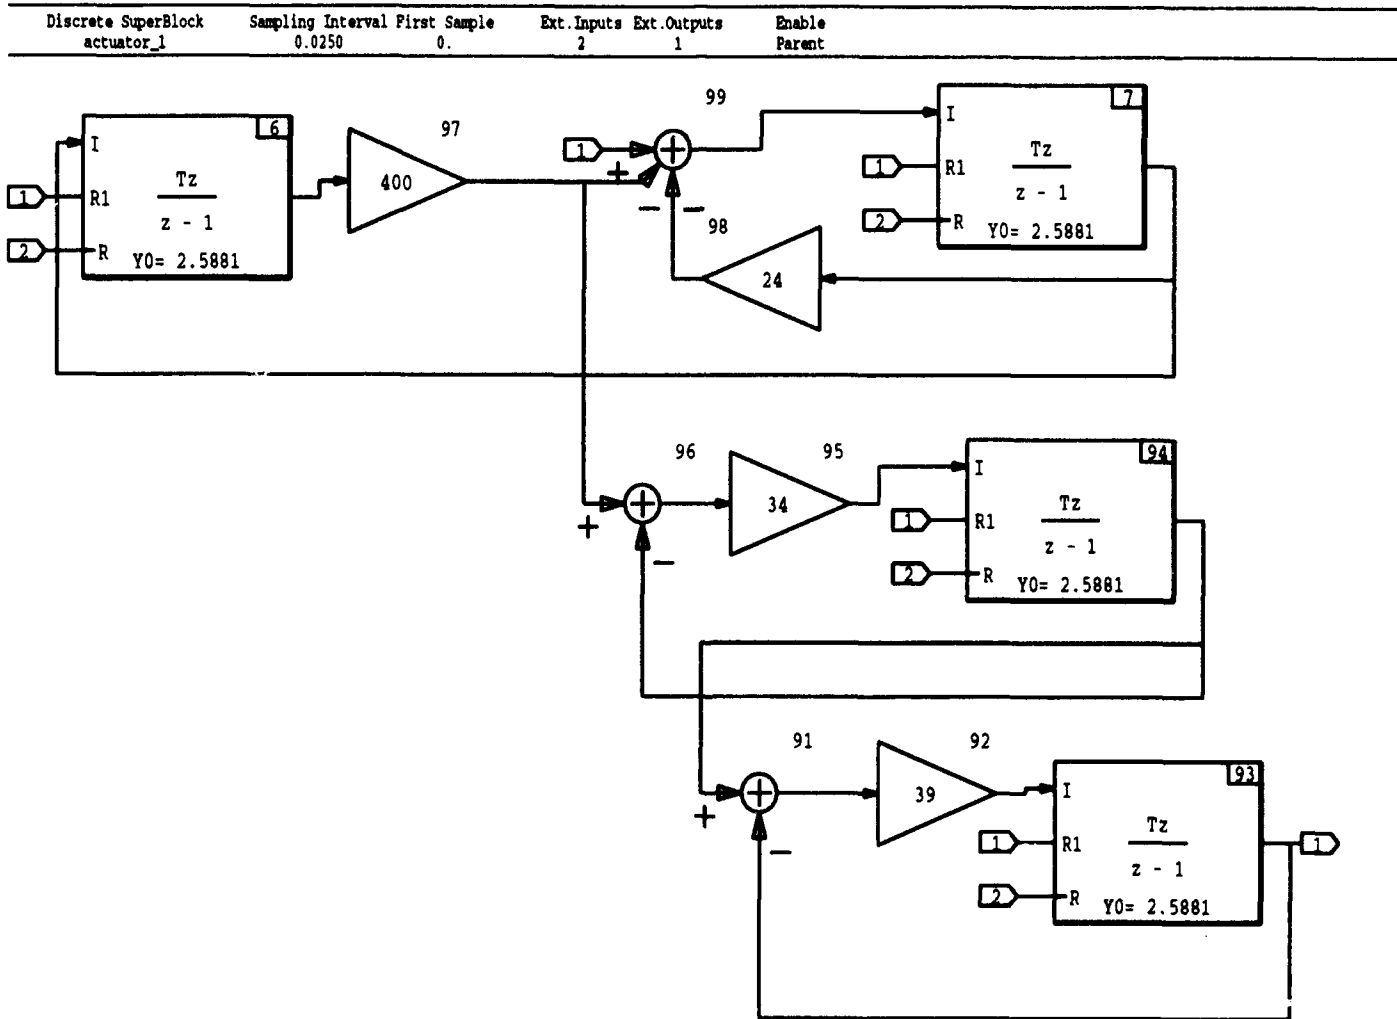 Discrete SuperBlock Sampling Interval First Sample Ext.Inputs Ext.Outputs Enable
actuator_1 0.0250 0. 2 1 Parent
6
I
1 R1
2 R
Tz
z - 1
Y0= 2.5881
97
400
99
1
+
+
− −
98
24
7
I
1 R1
2 R
Tz
z - 1
Y0= 2.5881
96
+
+
−
95
34
94
I
1 R1
2 R
Tz
z - 1
Y0= 2.5881
91
+
+
−
92
39
93
I
1 R1
2 R
Tz
z - 1
Y0= 2.5881
1